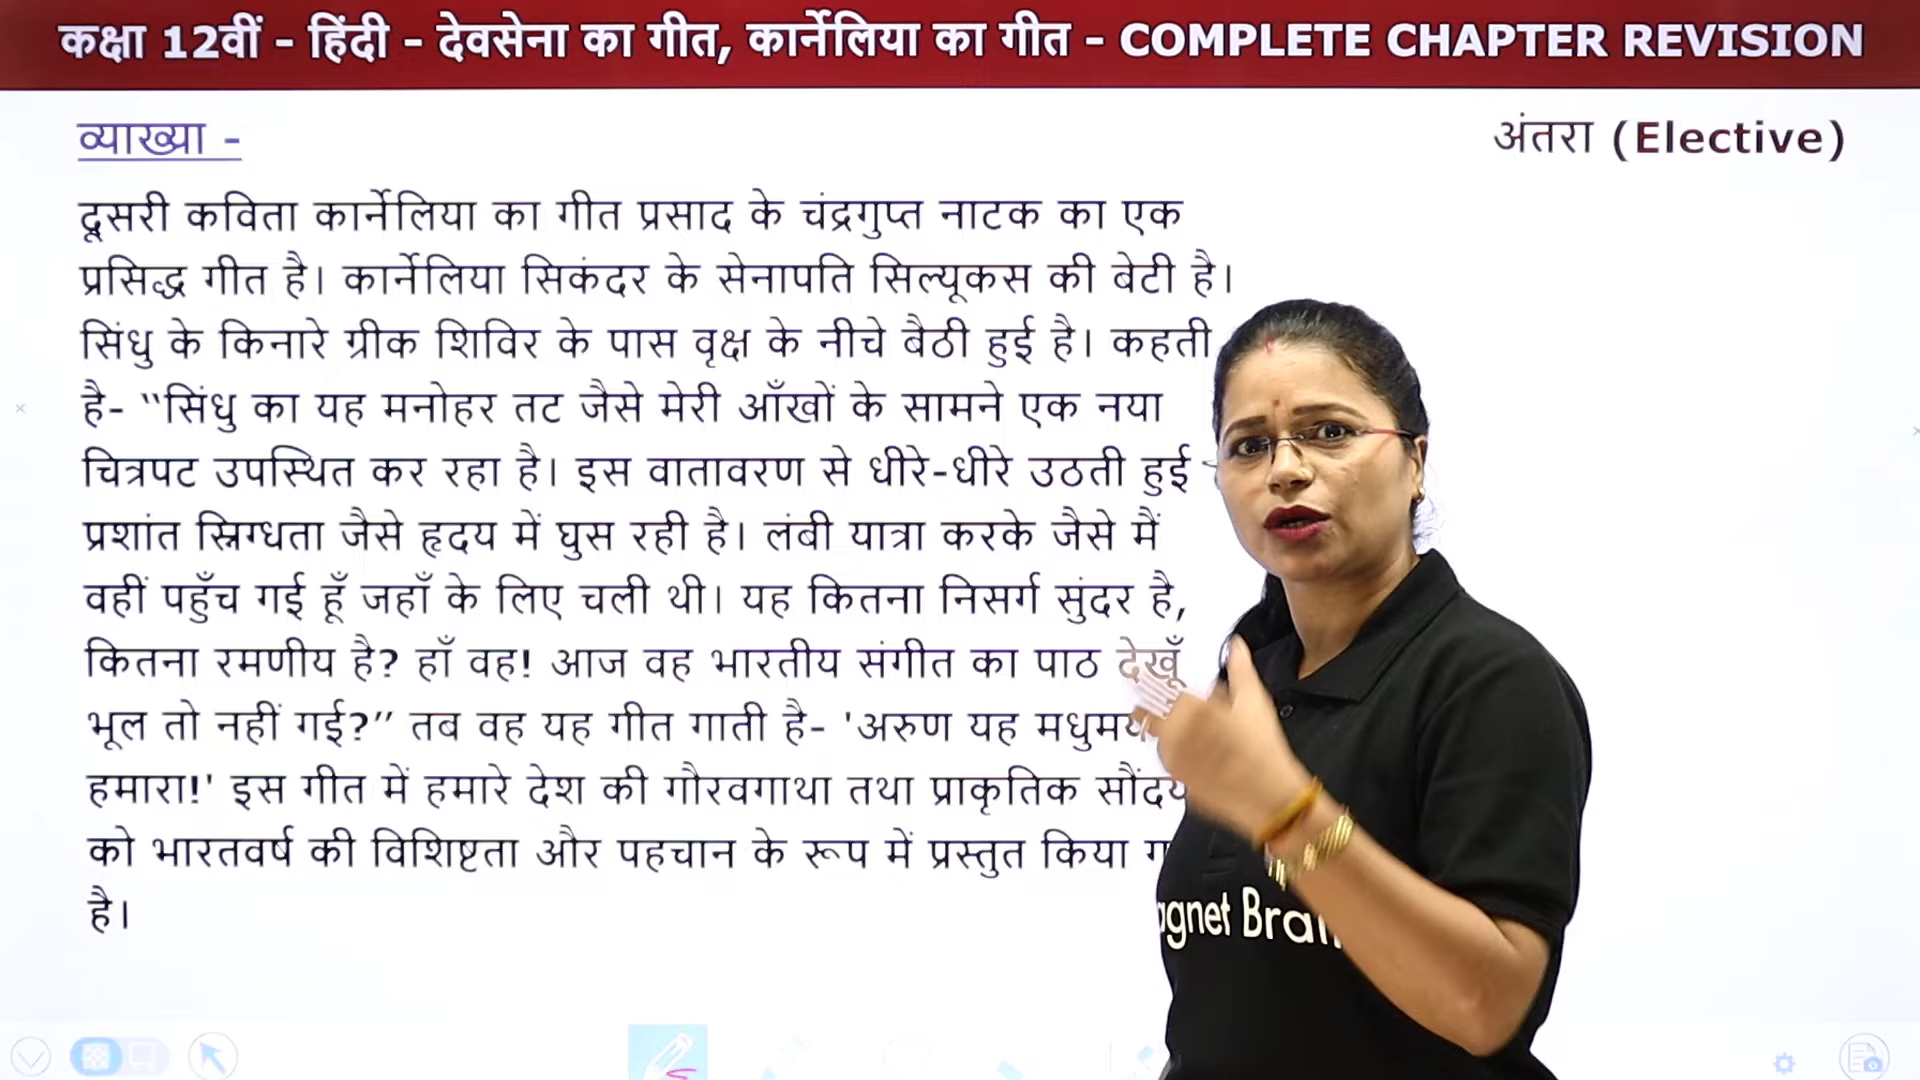 कक्षा 12वीं - हिंदी - देवसेना का गीत, कार्नेलिया का गीत - COMPLETE CHAPTER REVISION
व्याख्या -
अंतरा (Elective)
दूसरी कविता कार्नेलिया का गीत प्रसाद के चंद्रगुप्त नाटक का एक
प्रसिद्ध गीत है। कार्नेलिया सिकंदर के सेनापति सिल्यूकस की बेटी है।
सिंधु के किनारे ग्रीक शिविर के पास वृक्ष के नीचे बैठी हुई है। कहती
है- “सिंधु का यह मनोहर तट जैसे मेरी आँखों के सामने एक नया
चित्रपट उपस्थित कर रहा है। इस वातावरण से धीरे-धीरे उठती हुई
प्रशांत स्निग्धता जैसे हृदय में घुस रही है। लंबी यात्रा करके जैसे मैं
वहीं पहुँच गई हूँ जहाँ के लिए चली थी। यह कितना निसर्ग सुंदर है,
कितना रमणीय है? हाँ वह! आज वह भारतीय संगीत का पाठ देखूँ
भूल तो नहीं गई?” तब वह यह गीत गाती है- 'अरुण यह
हमारा!' इस गीत में हमारे देश की गौरवगाथा तथा प्राकृतिक
को भारतवर्ष की विशिष्टता और पहचान के रूप में प्रस्तुत किया
है।